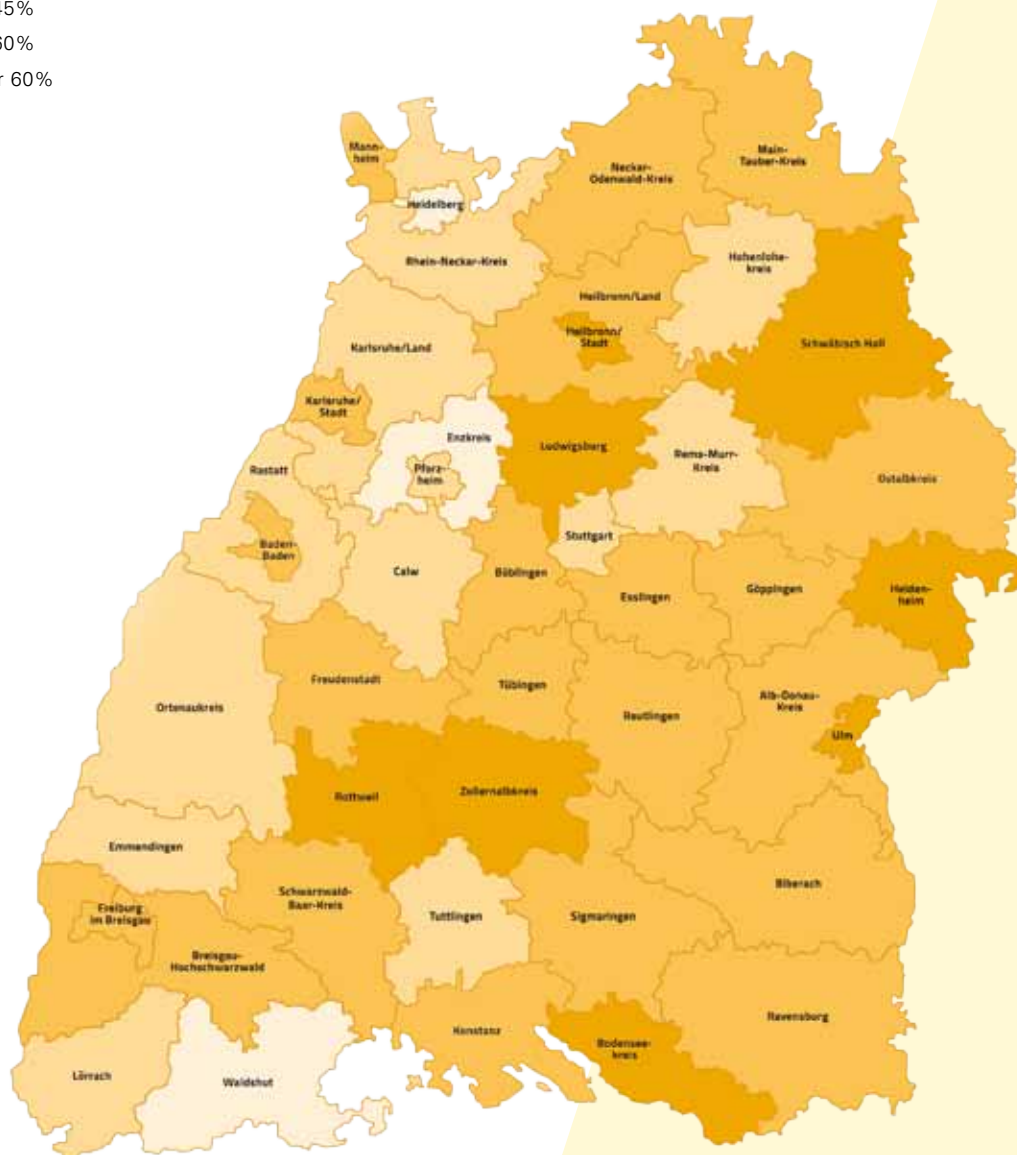 45%
60%
r 60%
Mann-
heim
Main-
Tauber-Kreis
Neckar-
Odenwald-Kreis
Heidelberg
Rhein-Neckar-Kreis
Hohenlohe-
kreis
Heilbronn/Land
Heilbronn/
Stadt
Schwäbisch Hall
Karlsruhe/Land
Karlsruhe/
Stadt
Enzkreis
Ludwigsburg
Rems-Murr-
Kreis
Rastatt
Pforz-
heim
Ostalbkreis
Stuttgart
Baden-
Baden
Calw
Böblingen
Esslingen
Göppingen
Heiden-
heim
Freudenstadt
Tübingen
Alb-Donau-
Kreis
Ortenaukreis
Reutlingen
Ulm
Rottweil
Zollernalbkreis
Emmendingen
Biberach
Schwarzwald-
Baar-Kreis
Freiburg
im Breisgau
Tuttlingen
Sigmaringen
Breisgau-
Hochschwarzwald
Ravensburg
Konstanz
Bodensee-
kreis
Lörrach
Waldshut